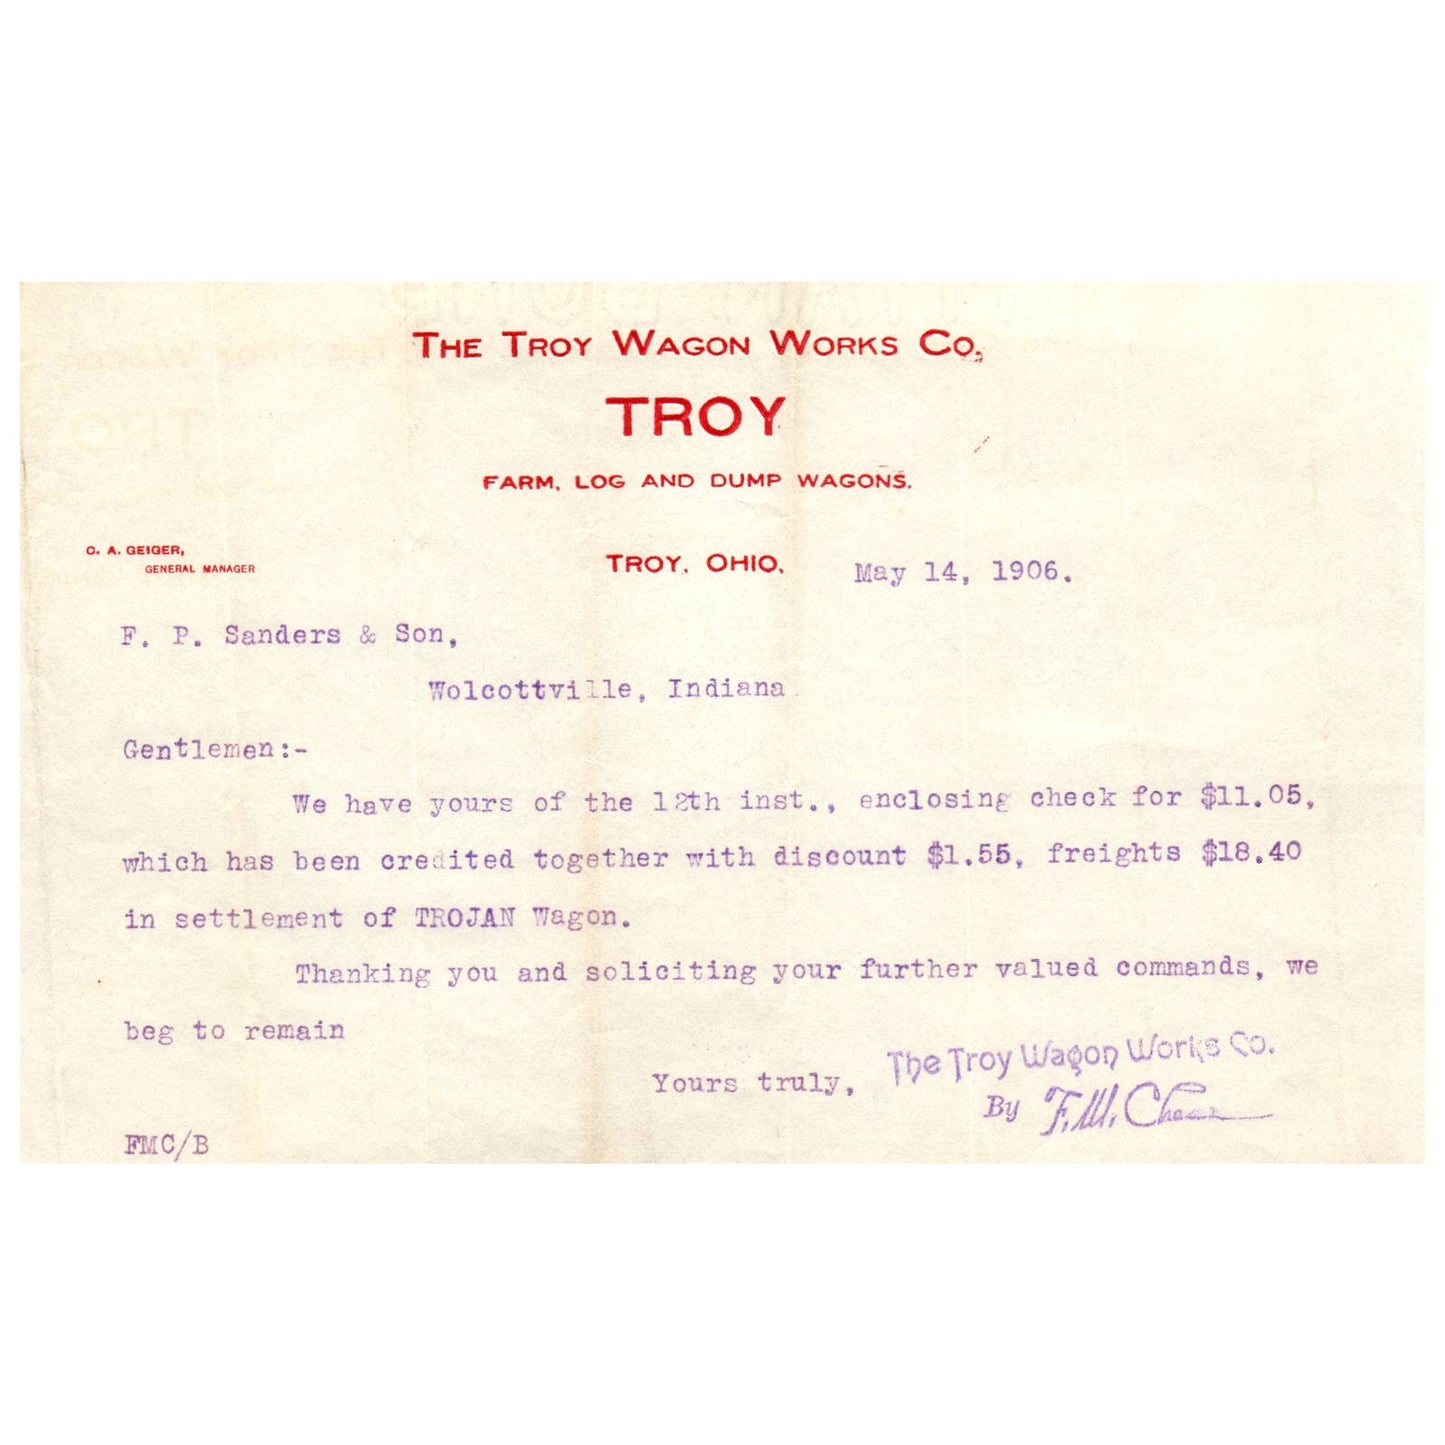 THE TROY WAGON WORKS CO.,
TROY
FARM, LOG AND DUMP WAGONS.
C. A. GEIGER,
GENERAL MANAGER
TROY, OHIO, May 14, 1906.
F. P. Sanders & Son,
Wolcottville, Indiana.
Gentlemen:-
We have yours of the 12th inst., enclosing check for $11.05,
which has been credited together with discount $1.55, freights $18.40
in settlement of TROJAN Wagon.
Thanking you and soliciting your further valued commands, we
beg to remain
Yours truly, The Troy Wagon Works Co.
By F. M.
FMC/B